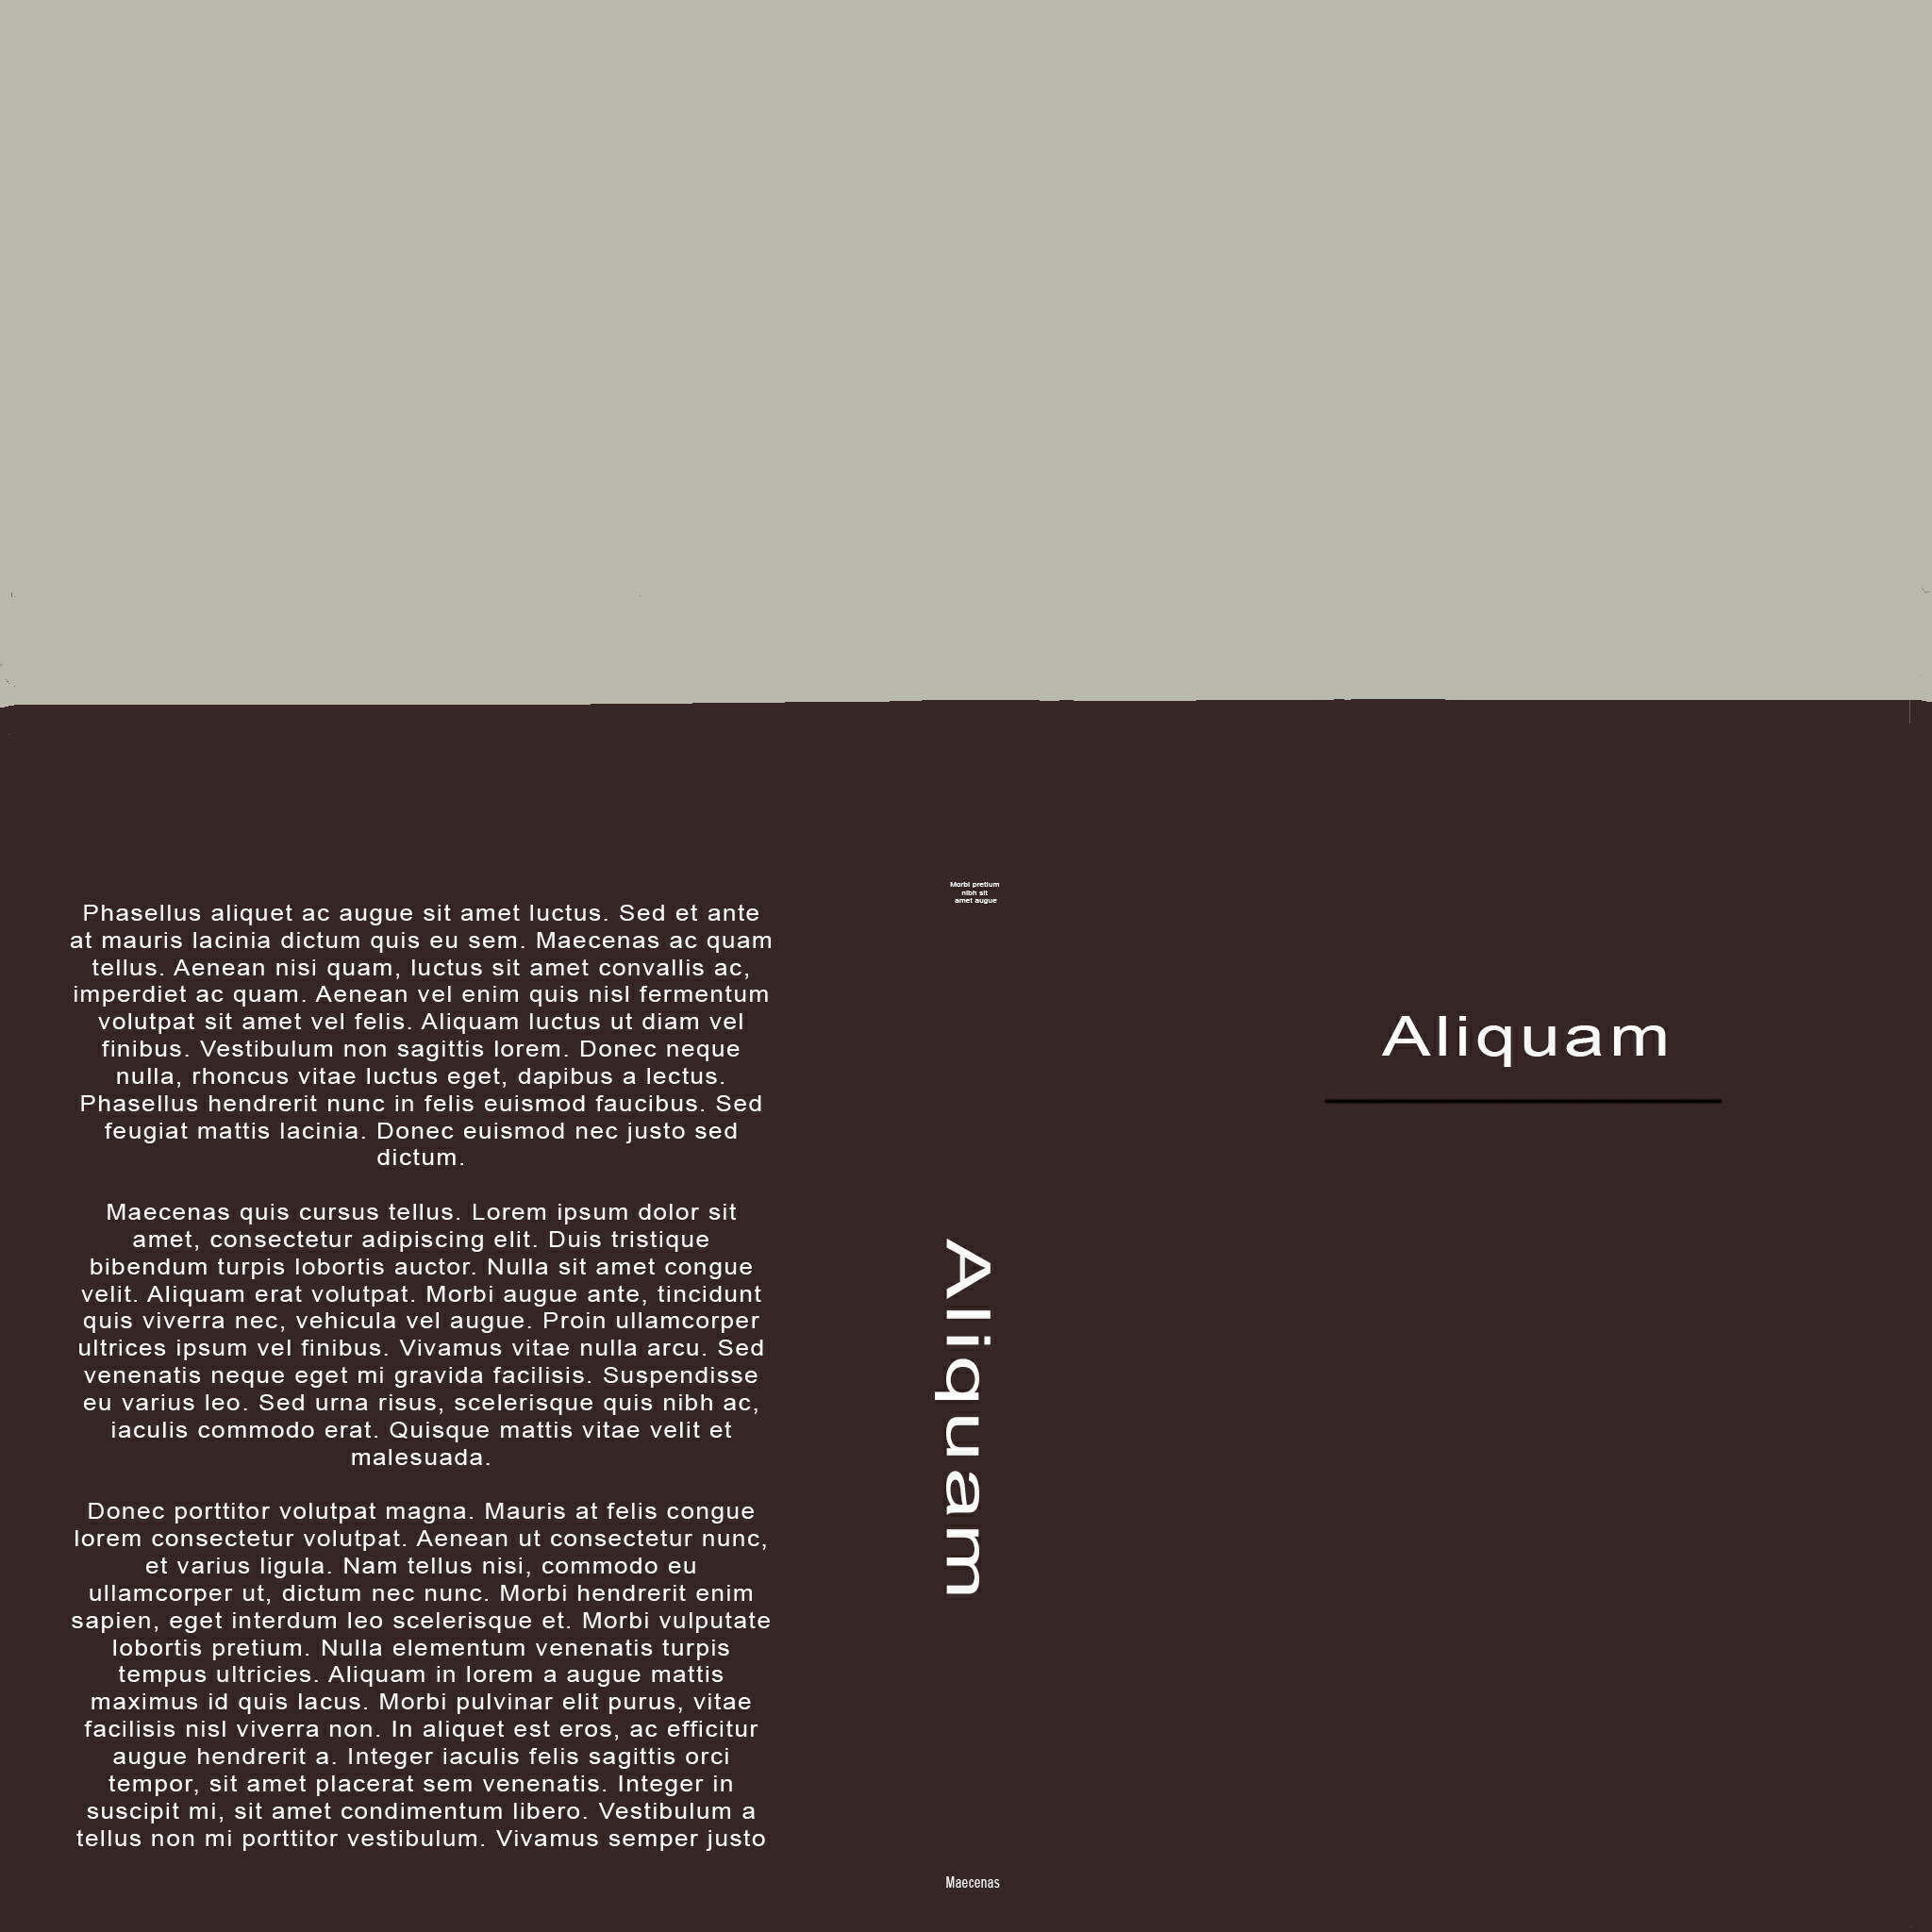 Phasellus aliquet ac augue sit amet luctus. Sed et ante
at mauris lacinia dictum quis eu sem. Maecenas ac quam
tellus. Aenean nisi quam, luctus sit amet convallis ac,
imperdiet ac quam. Aenean vel enim quis nisl fermentum
volutpat sit amet vel felis. Aliquam luctus ut diam vel
finibus. Vestibulum non sagittis lorem. Donec neque
nulla, rhoncus vitae luctus eget, dapibus a lectus.
Phasellus hendrerit nunc in felis euismod faucibus. Sed
feugiat mattis lacinia. Donec euismod nec justo sed
dictum.
Maecenas quis cursus tellus. Lorem ipsum dolor sit
amet, consectetur adipiscing elit. Duis tristique
bibendum turpis lobortis auctor. Nulla sit amet congue
velit. Aliquam erat volutpat. Morbi augue ante, tincidunt
quis viverra nec, vehicula vel augue. Proin ullamcorper
ultrices ipsum vel finibus. Vivamus vitae nulla arcu. Sed
venenatis neque eget mi gravida facilisis. Suspendisse
eu varius leo. Sed urna risus, scelerisque quis nibh ac,
iaculis commodo erat. Quisque mattis vitae velit et
malesuada.
Donec porttitor volutpat magna. Mauris at felis congue
lorem consectetur volutpat. Aenean ut consectetur nunc,
et varius ligula. Nam tellus nisi, commodo eu
ullamcorper ut, dictum nec nunc. Morbi hendrerit enim
sapien, eget interdum leo scelerisque et. Morbi vulputate
lobortis pretium. Nulla elementum venenatis turpis
tempus ultricies. Aliquam in lorem a augue mattis
maximus id quis lacus. Morbi pulvinar elit purus, vitae
facilisis nisl viverra non. In aliquet est eros, ac efficitur
augue hendrerit a. Integer iaculis felis sagittis orci
tempor, sit amet placerat sem venenatis. Integer in
suscipit mi, sit amet condimentum libero. Vestibulum a
tellus non mi porttitor vestibulum. Vivamus semper justo
Morbi pretium
nibh sit
amet augue
Aliquam
Maecenas
Aliquam